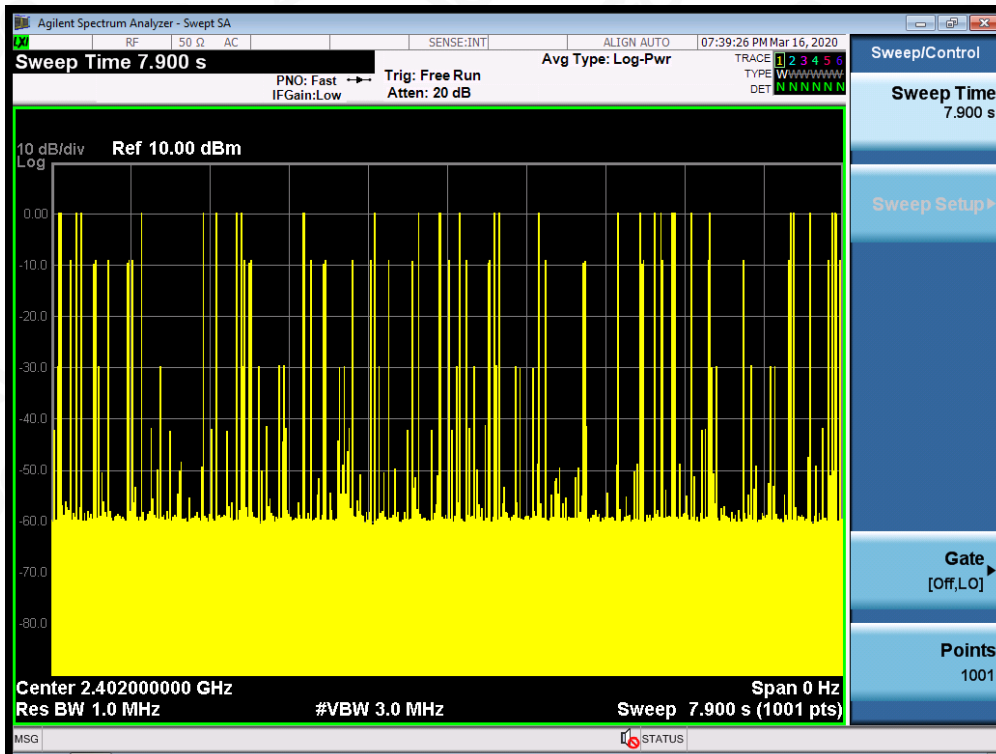 Agilent Spectrum Analyzer - Swept SA
LXI RF 50 Ω AC SENSE:INT ALIGN AUTO 07:39:26 PM Mar 16, 2020
Sweep Time 7.900 s
PNO: Fast
IFGain:Low
Trig: Free Run
Atten: 20 dB
Avg Type: Log-Pwr
TRACE 1 2 3 4 5 6
TYPE WWWWWW
DET N N N N N N
10 dB/div Ref 10.00 dBm
Log
0.00
-10.0
-20.0
-30.0
-40.0
-50.0
-60.0
-70.0
-80.0
Center 2.402000000 GHz Span 0 Hz
Res BW 1.0 MHz #VBW 3.0 MHz Sweep 7.900 s (1001 pts)
MSG STATUS
Sweep/Control
Sweep Time
7.900 s
Sweep Setup
Gate
[Off,LO]
Points
1001